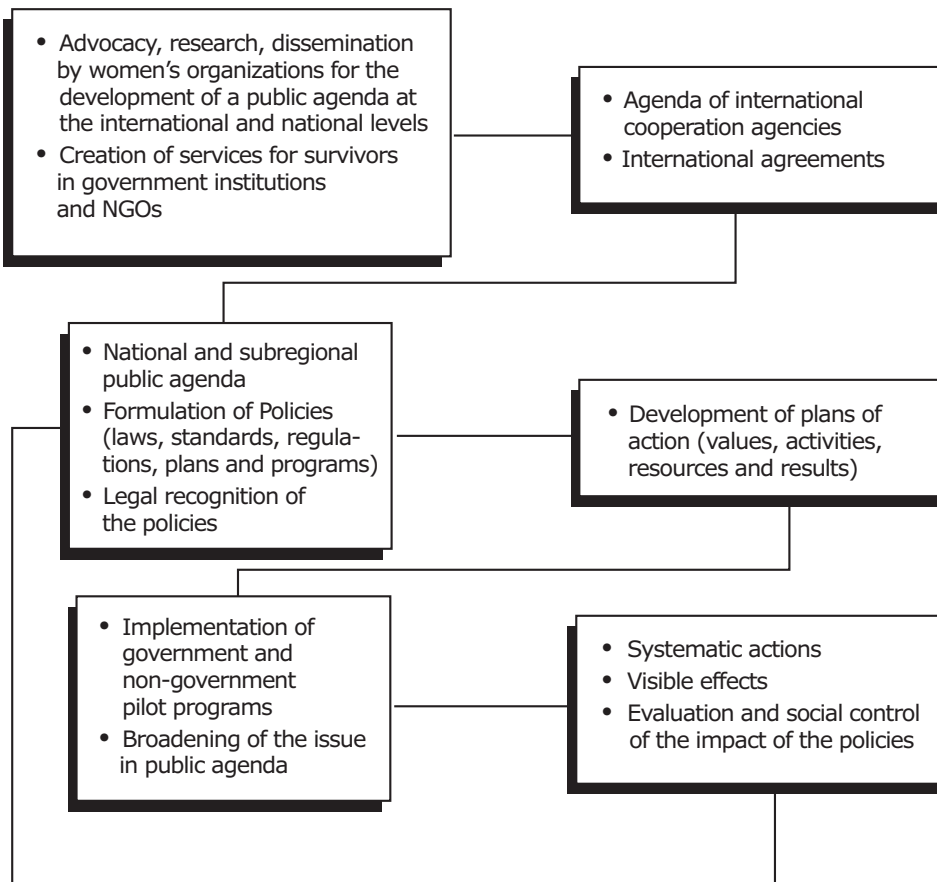 • Advocacy, research, dissemination
by women's organizations for the
development of a public agenda at
the international and national levels
• Creation of services for survivors
in government institutions
and NGOs
• Agenda of international
cooperation agencies
• International agreements
• National and subregional
public agenda
• Formulation of Policies
(laws, standards, regula-
tions, plans and programs)
• Legal recognition of
the policies
• Development of plans of
action (values, activities,
resources and results)
• Implementation of
government and
non-government
pilot programs
• Broadening of the issue
in public agenda
• Systematic actions
• Visible effects
• Evaluation and social control
of the impact of the policies